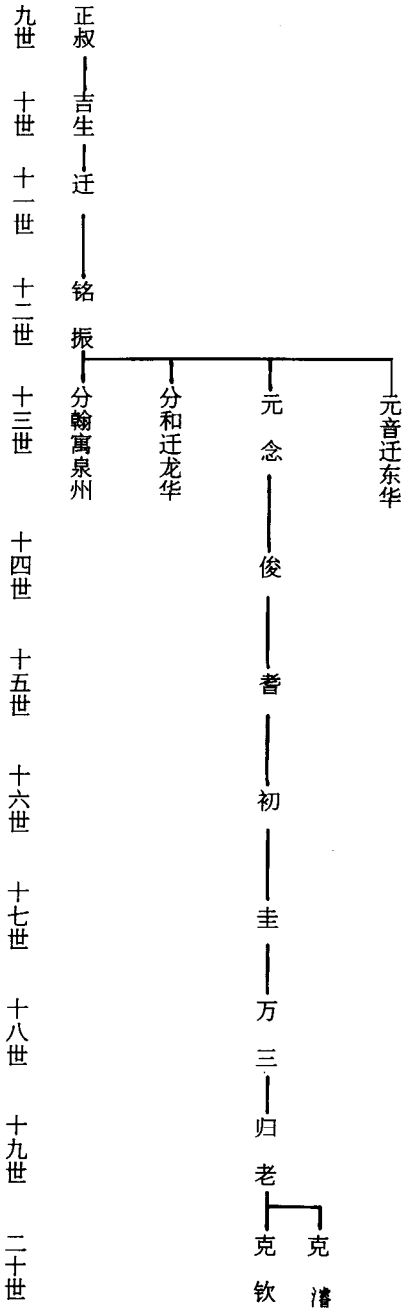 九世
正叔
十世
吉生
十一世
迁
十二世
铭振
十三世
分翰寓泉州
分和迁龙华
元念
元音迁东华
十四世
俊
十五世
耆
十六世
初
十七世
圭
十八世
万三
十九世
归老
二十世
克钦
克濬